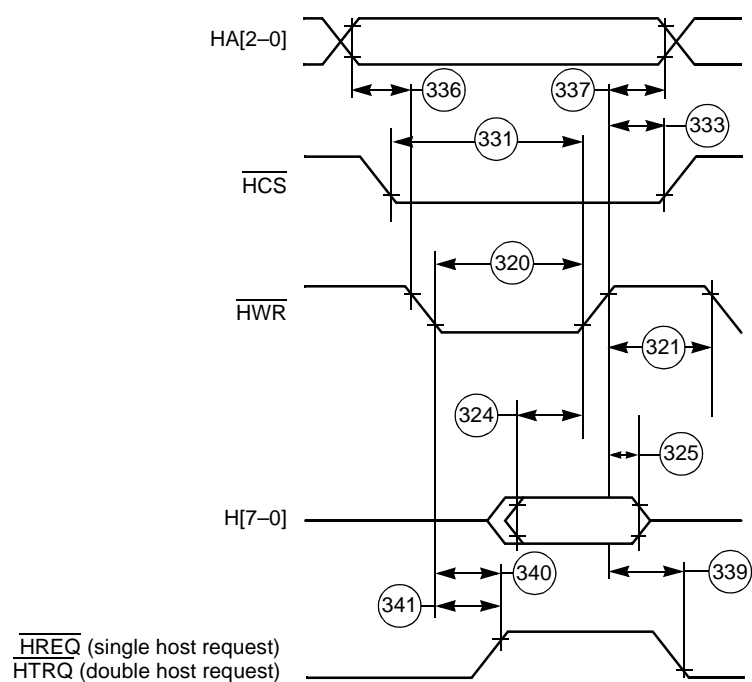 HA[2–0]
336
337
333
331
HCS
320
HWR
321
324
325
H[7–0]
340
339
341
HREQ (single host request)
HTRQ (double host request)